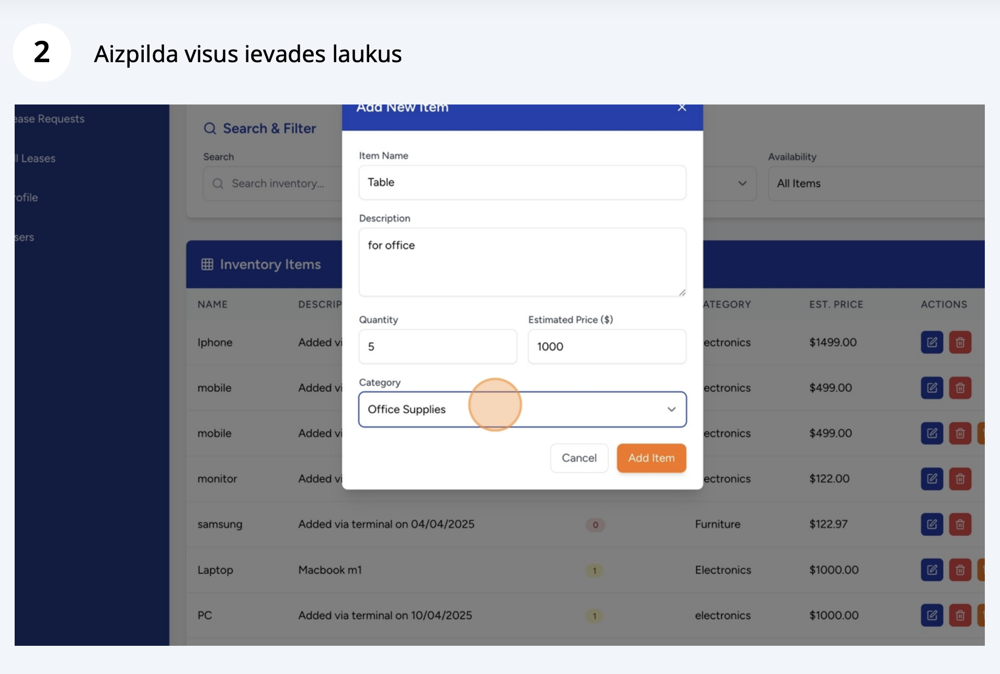 2
Aizpilda visus ievades laukus
ease Requests
ll Leases
rofile
sers
Search & Filter
Search
Search inventory...
Availability
All Items
Add New Item
Item Name
Table
Description
for office
Quantity
5
Estimated Price ($)
1000
Category
Office Supplies
Cancel
Add Item
Inventory Items
NAME DESCRIP ATEGORY EST. PRICE ACTIONS
Iphone Added vi ectronics $1499.00
mobile Added vi ectronics $499.00
mobile Added vi ectronics $499.00
monitor Added vi ectronics $122.00
samsung Added via terminal on 04/04/2025 0 Furniture $122.97
Laptop Macbook m1 1 Electronics $1000.00
PC Added via terminal on 10/04/2025 1 electronics $1000.00